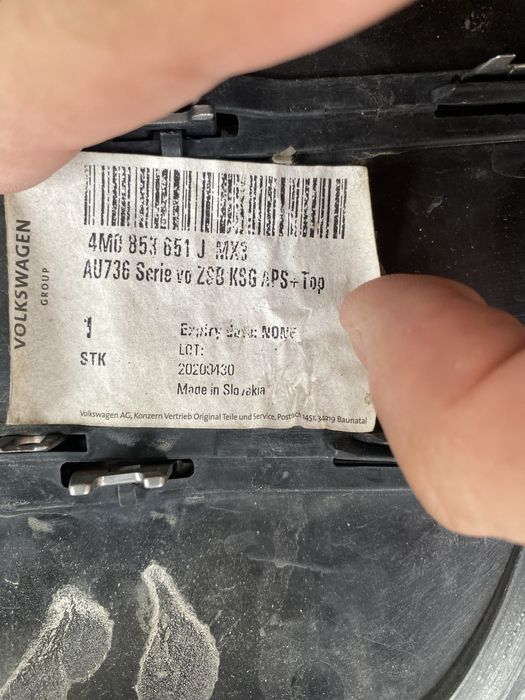 VOLKSWAGEN
GROUP
4M0 853 651 J MX3
AU736 Serie vo ZSB KSG APS+Top
1
STK
Expiry date: NONE
LOT:
20200430
Made in Slovakia
Volkswagen AG, Konzern Vertrieb Original Teile und Service, Postfach 1451, 34219 Baunatal